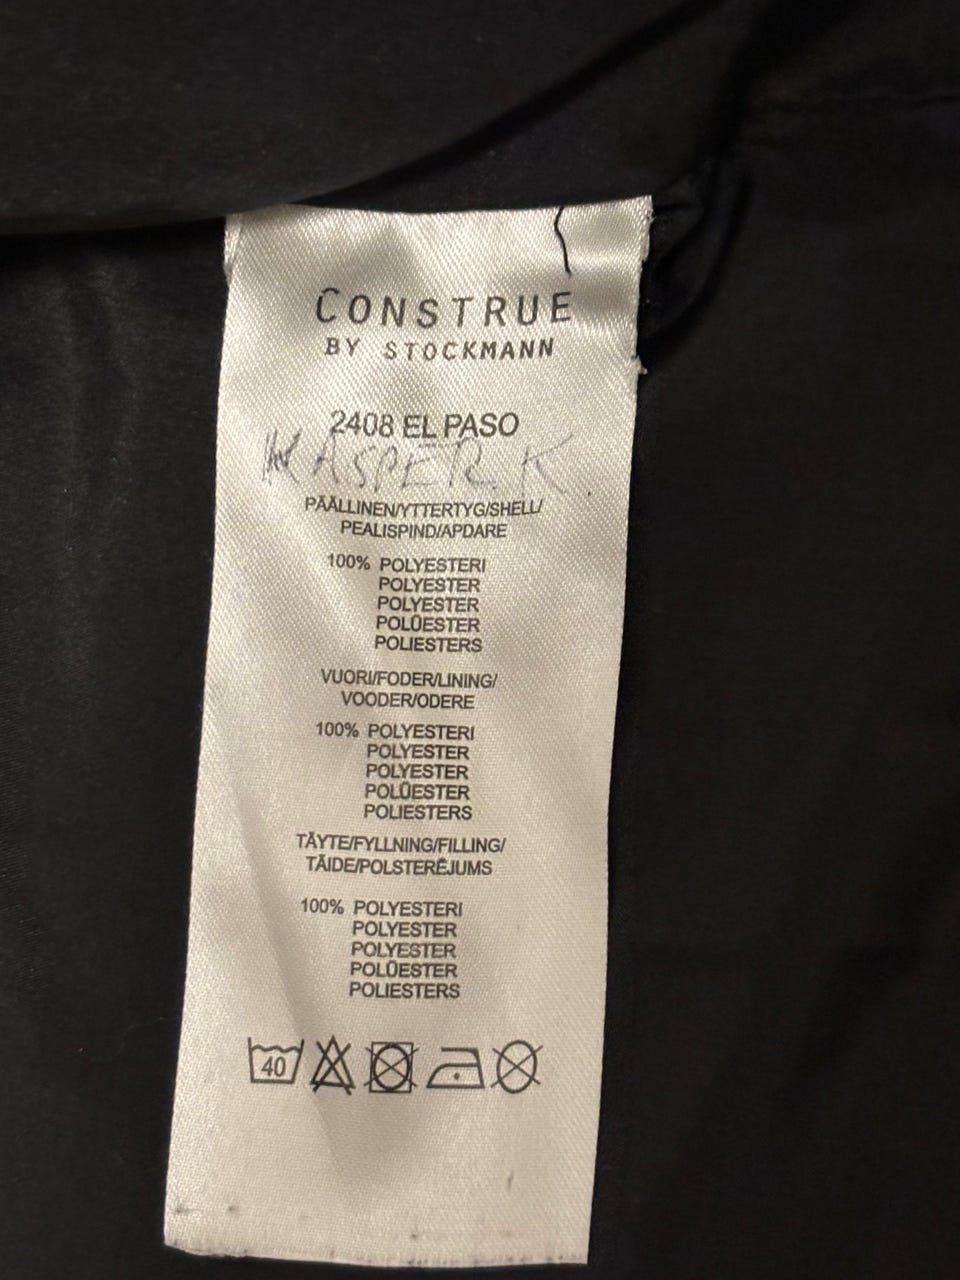 CONSTRUE
BY STOCKMANN
2408 EL PASO
KASPER K
PÄÄLLINEN/YTTERTYG/SHELL/
PEALISPIND/APDARE
100% POLYESTERI
POLYESTER
POLYESTER
POLÜESTER
POLIESTERS
VUORI/FODER/LINING/
VOODER/ODERE
100% POLYESTERI
POLYESTER
POLYESTER
POLÜESTER
POLIESTERS
TÄYTE/FYLLNING/FILLING/
TÄIDE/POLSTERĒJUMS
100% POLYESTERI
POLYESTER
POLYESTER
POLÜESTER
POLIESTERS
40